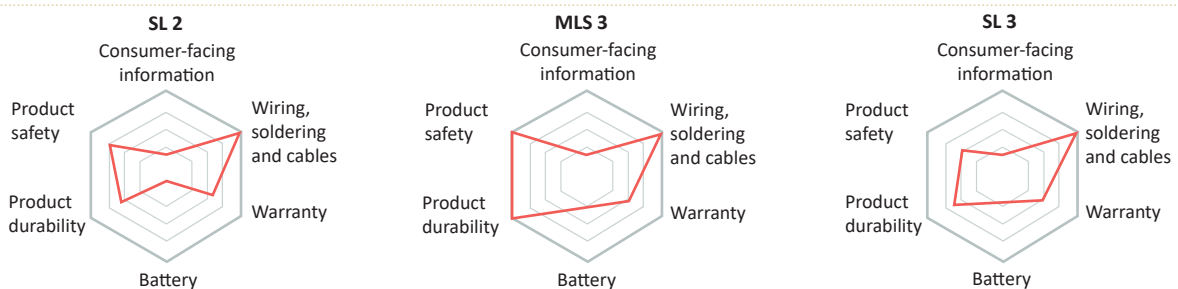 SL 2
Consumer-facing
information
Product
safety
Wiring,
soldering
and cables
Product
durability
Warranty
Battery
MLS 3
Consumer-facing
information
Product
safety
Wiring,
soldering
and cables
Product
durability
Warranty
Battery
SL 3
Consumer-facing
information
Product
safety
Wiring,
soldering
and cables
Product
durability
Warranty
Battery